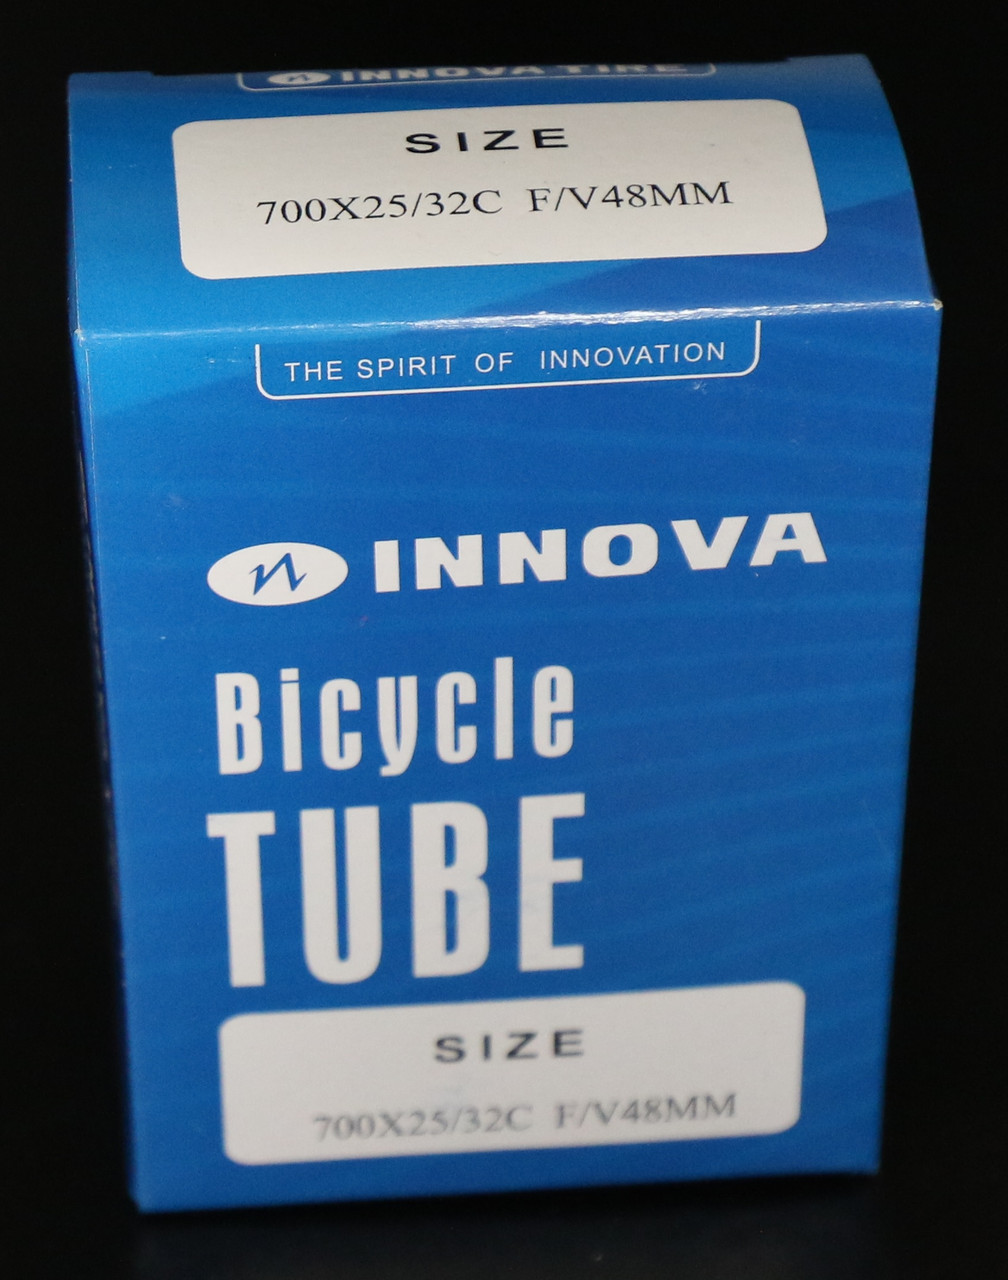 INNOVA TIRE
SIZE
700X25/32C F/V48MM
THE SPIRIT OF INNOVATION
INNOVA
Bicycle
TUBE
SIZE
700X25/32C F/V48MM